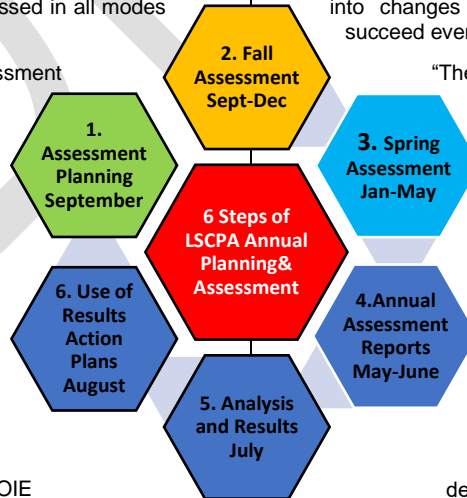 ssed in all modes
into changes
succeed ever
ssment
"The
2. Fall
Assessment
Sept-Dec
1.
Assessment
Planning
September
3. Spring
Assessment
Jan-May
6 Steps of
LSCPA Annual
Planning&
Assessment
6. Use of
Results
Action
Plans
August
4.Annual
Assessment
Reports
May-June
5. Analysis
and Results
July
OIE
de